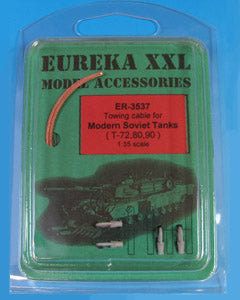 EUREKA XXL
MODEL ACCESSORIES
ER-3537
Towing cable for
Modern Soviet Tanks
( T-72,80,90 )
1:35 scale